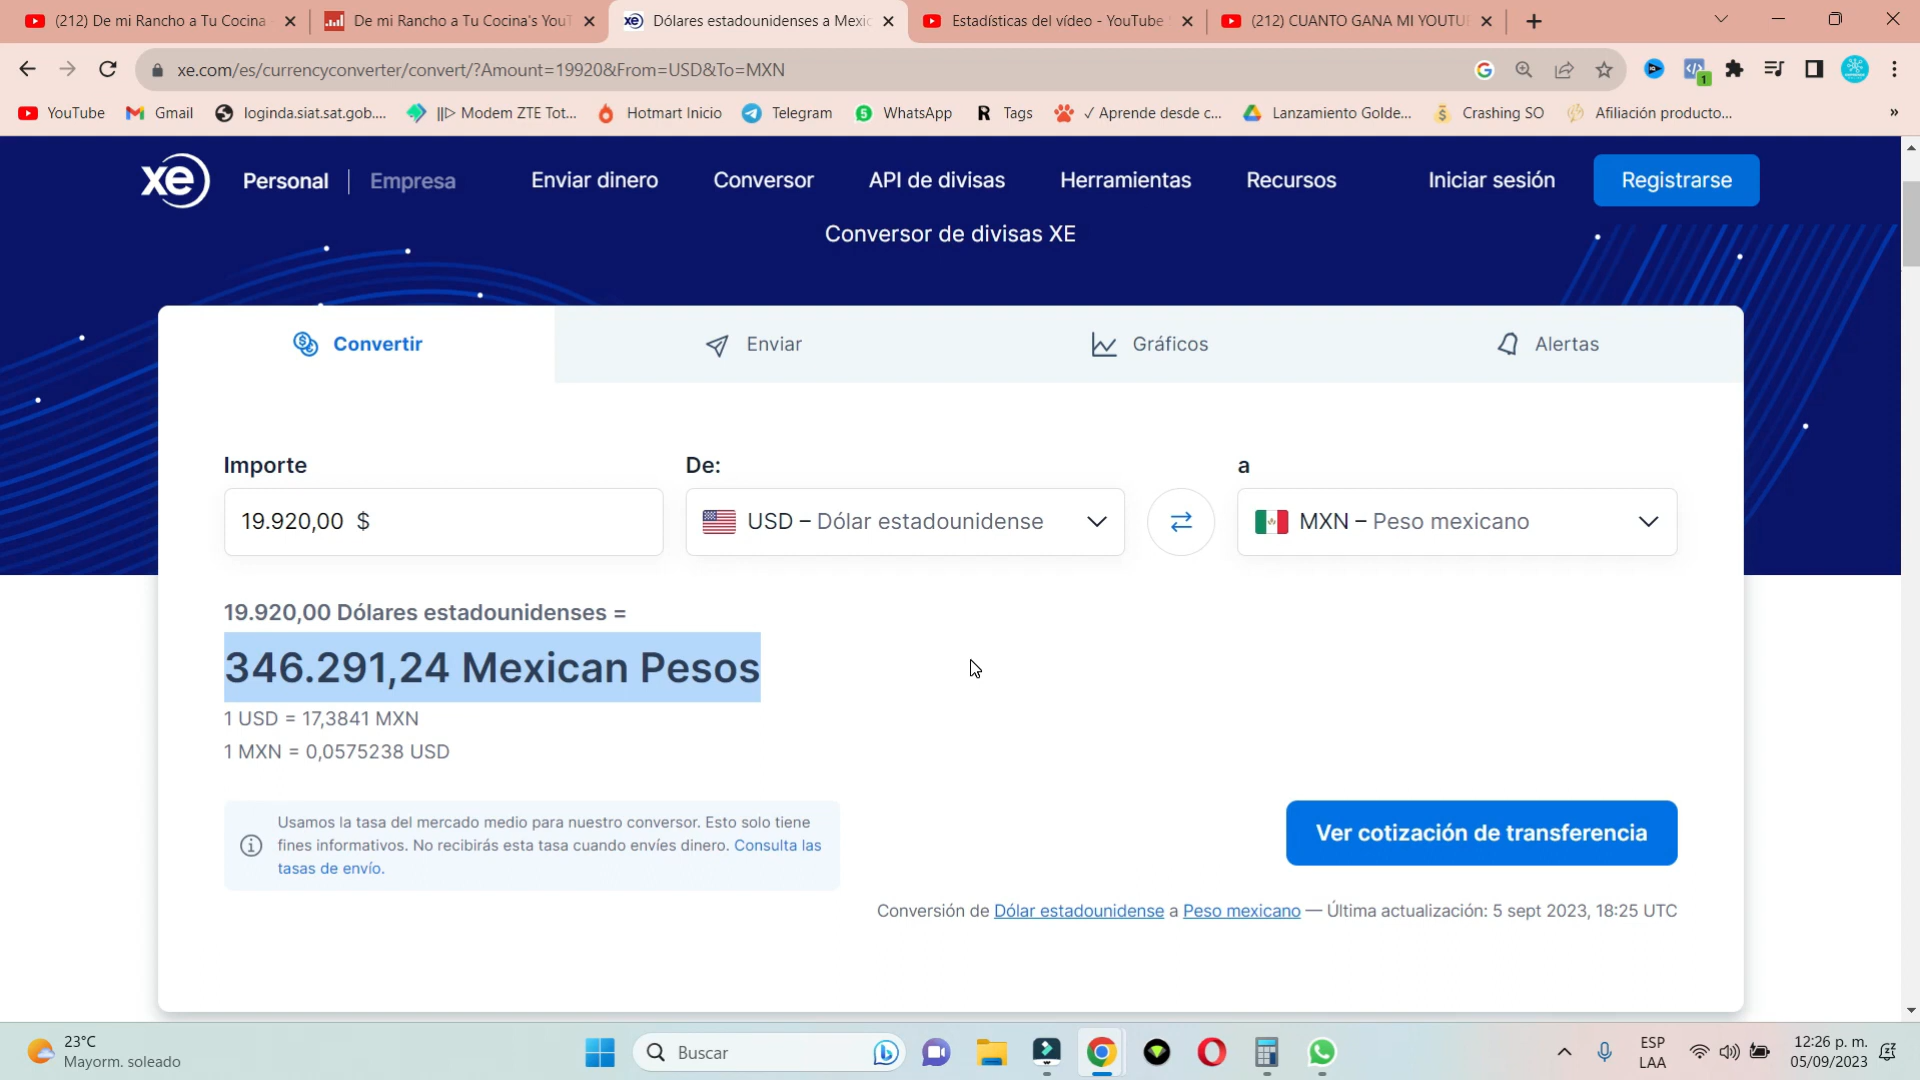 (212) De mi Rancho a Tu Cocina -
De mi Rancho a Tu Cocina's YouT
Dólares estadounidenses a Mexic
Estadísticas del vídeo - YouTube
(212) CUANTO GANA MI YOUTU
xe.com/es/currencyconverter/convert/?Amount=19920&From=USD&To=MXN
1
YouTube
Gmail
loginda.siat.sat.gob....
||▷ Modem ZTE Tot...
Hotmart Inicio
Telegram
WhatsApp
Tags
✓ Aprende desde c...
Lanzamiento Golde...
Crashing SO
Afiliación producto...
»
xe
Personal
Empresa
Enviar dinero
Conversor
API de divisas
Herramientas
Recursos
Iniciar sesión
Registrarse
Conversor de divisas XE
Convertir
Enviar
Gráficos
Alertas
Importe
De:
a
19.920,00 $
USD – Dólar estadounidense
MXN – Peso mexicano
19.920,00 Dólares estadounidenses =
346.291,24 Mexican Pesos
1 USD = 17,3841 MXN
1 MXN = 0,0575238 USD
Usamos la tasa del mercado medio para nuestro conversor. Esto solo tiene
fines informativos. No recibirás esta tasa cuando envíes dinero. Consulta las
tasas de envío.
Ver cotización de transferencia
Conversión de Dólar estadounidense a Peso mexicano — Última actualización: 5 sept 2023, 18:25 UTC
23°C
Mayorm. soleado
Buscar
ESP
LAA
12:26 p. m.
05/09/2023